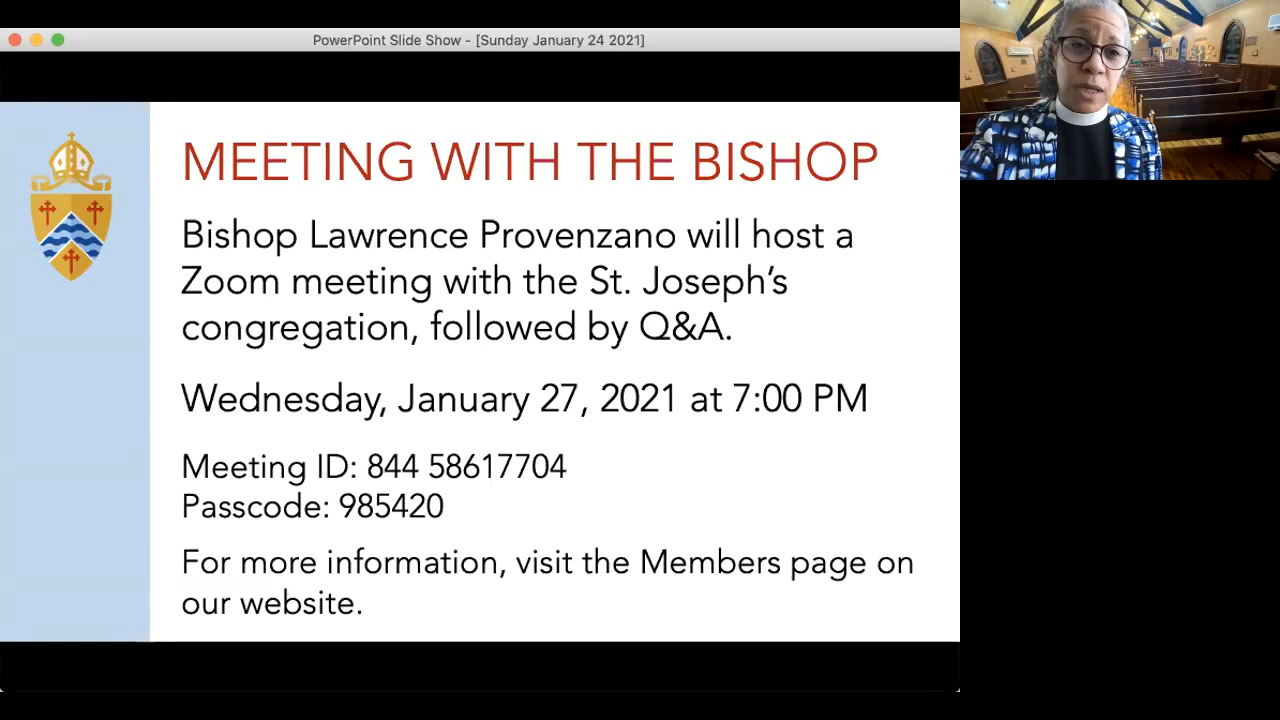 PowerPoint Slide Show - [Sunday January 24 2021]
MEETING WITH THE BISHOP
Bishop Lawrence Provenzano will host a
Zoom meeting with the St. Joseph’s
congregation, followed by Q&A.
Wednesday, January 27, 2021 at 7:00 PM
Meeting ID: 844 58617704
Passcode: 985420
For more information, visit the Members page on
our website.